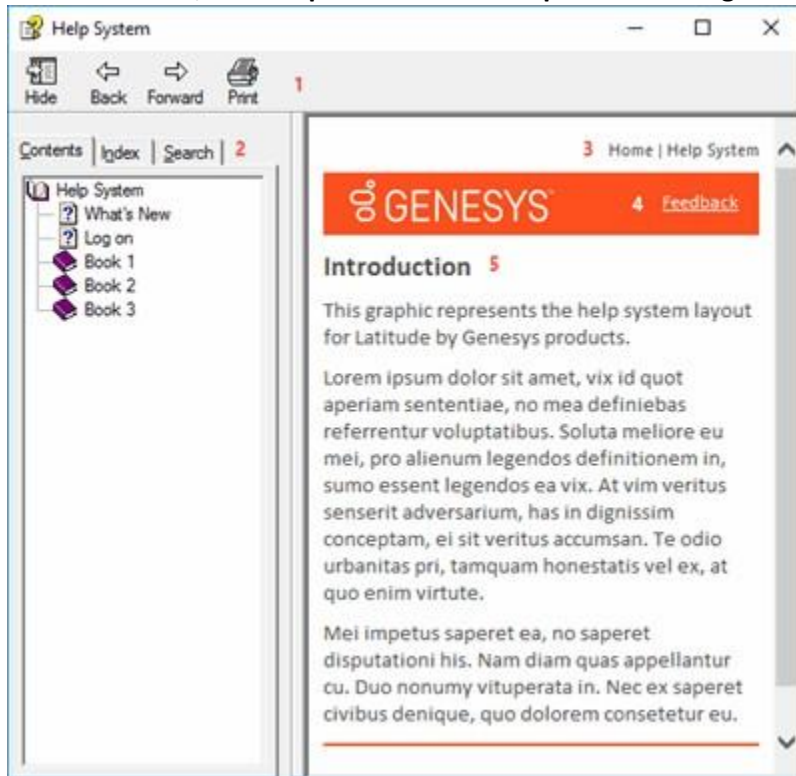 Help System
Hide Back Forward Print 1
Contents Index Search 2
Help System
What's New
Log on
Book 1
Book 2
Book 3
3 Home | Help System
GENESYS 4 Feedback
Introduction 5
This graphic represents the help system layout
for Latitude by Genesys products.
Lorem ipsum dolor sit amet, vix id quot
aperiam sententiae, no mea definiebas
referrentur voluptatibus. Soluta meliore eu
mei, pro alienum legendos definitionem in,
sumo essent legendos ea vix. At vim veritus
senserit adversarium, has in dignissim
conceptam, ei sit veritus accumsan. Te odio
urbanitas pri, tamquam honestatis vel ex, at
quo enim virtute.
Mei impetus saperet ea, no saperet
disputationi his. Nam diam quas appellantur
cu. Duo nonumy vituperata in. Nec ex saperet
civibus denique, quo dolorem consetetur eu.